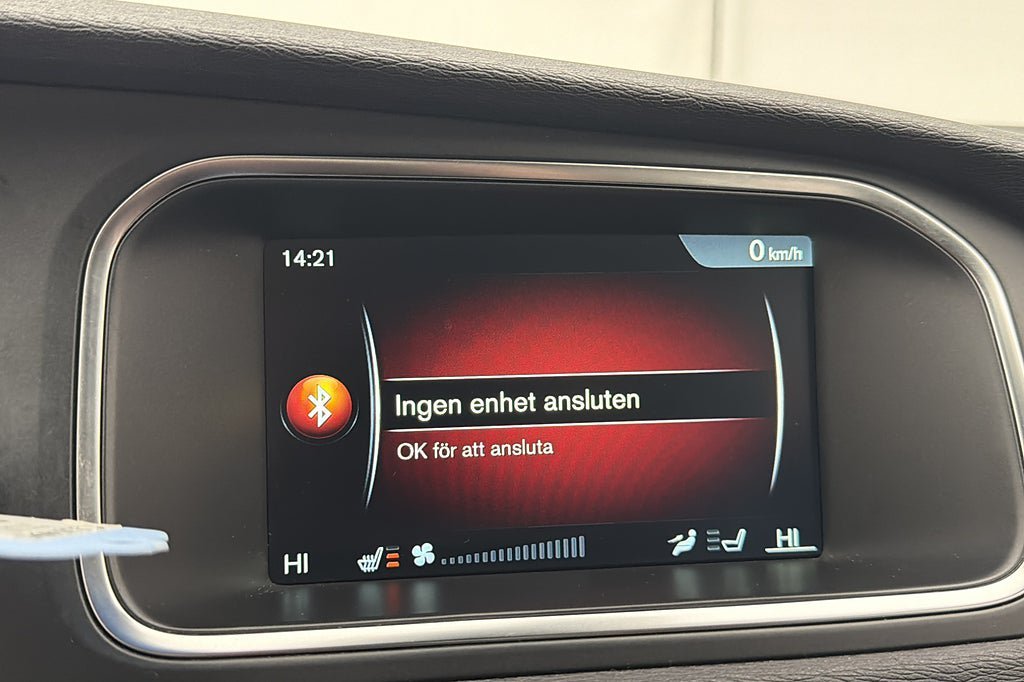 14:21
0 km/h
Ingen enhet ansluten
OK för att ansluta
HI
HI